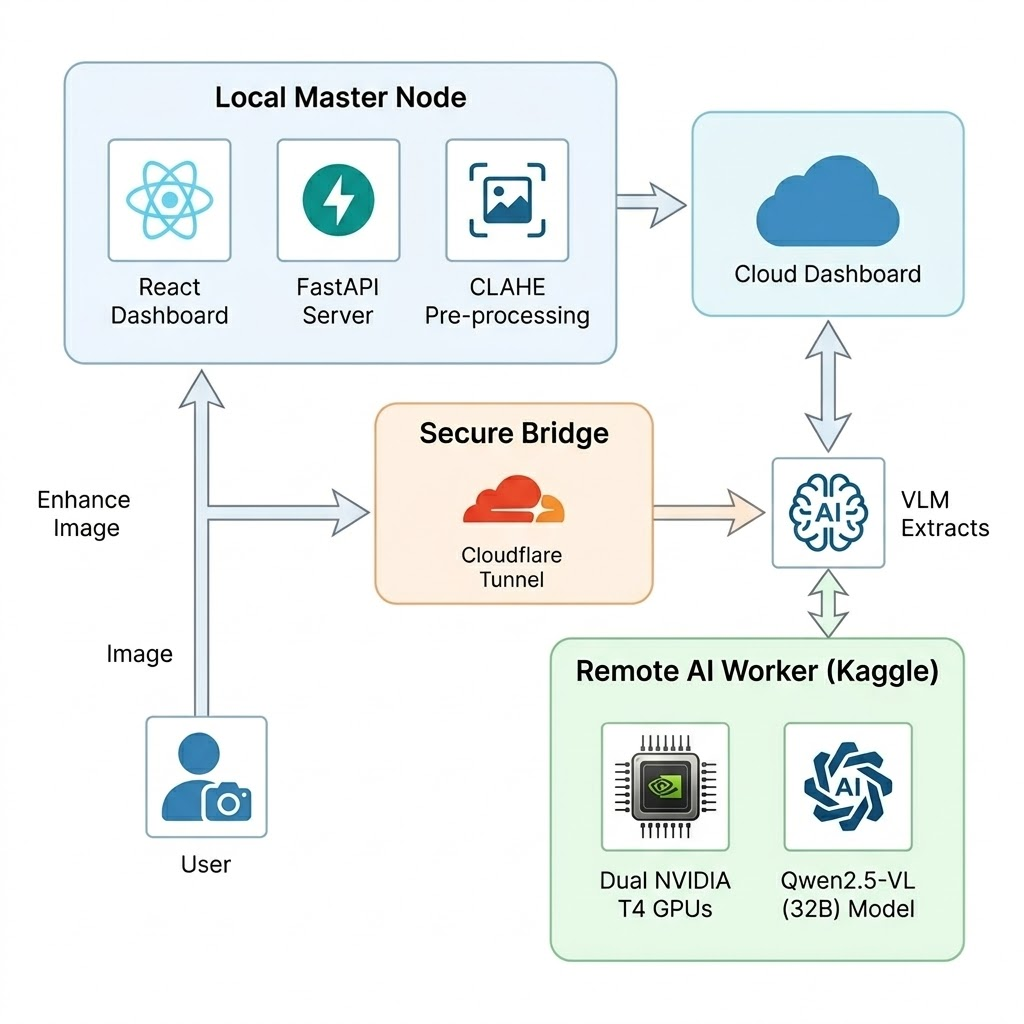 Local Master Node
React
Dashboard
FastAPI
Server
CLAHE
Pre-processing
Cloud Dashboard
Secure Bridge
Cloudflare
Tunnel
Enhance
Image
AI
VLM
Extracts
Image
User
Remote AI Worker (Kaggle)
AI
Dual NVIDIA
T4 GPUs
Qwen2.5-VL
(32B) Model